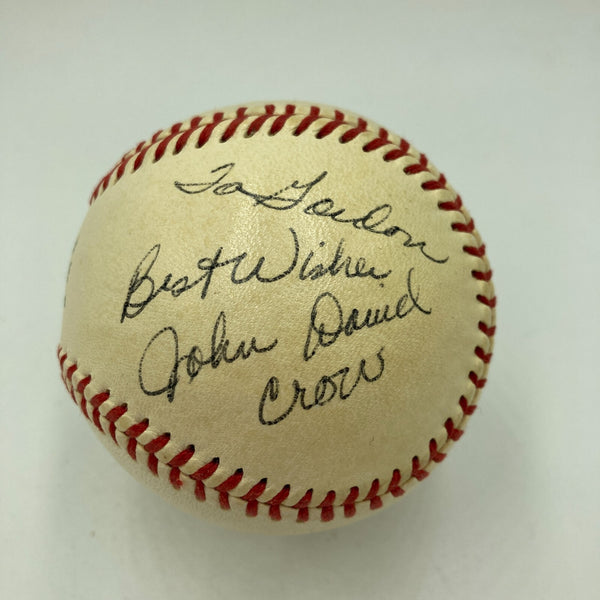 To Gordon
Best Wishes
John David
Crow